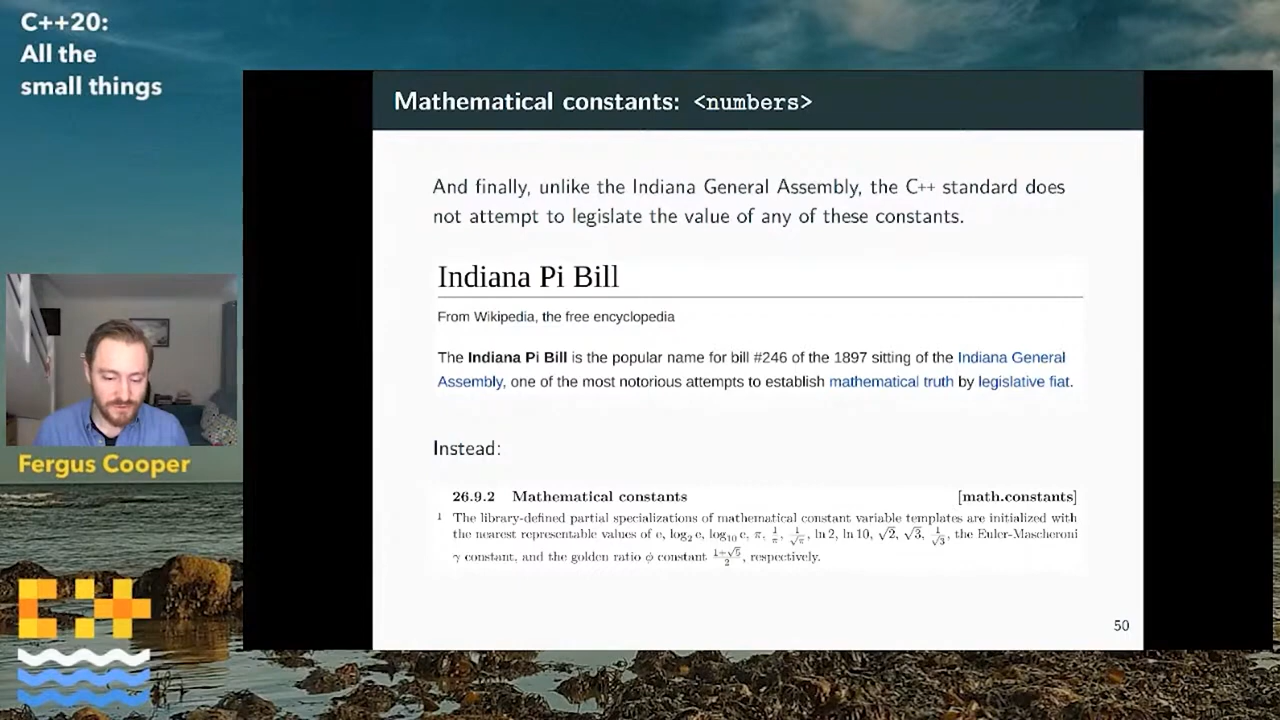 C++20:
All the
small things
Mathematical constants: <numbers>
And finally, unlike the Indiana General Assembly, the C++ standard does
not attempt to legislate the value of any of these constants.
Indiana Pi Bill
From Wikipedia, the free encyclopedia
The Indiana Pi Bill is the popular name for bill #246 of the 1897 sitting of the Indiana General
Assembly, one of the most notorious attempts to establish mathematical truth by legislative fiat.
Instead:
26.9.2 Mathematical constants [math.constants]
1 The library-defined partial specializations of mathematical constant variable templates are initialized with
the nearest representable values of e, log₂ e, log₁₀ e, π, 1/π, 1/√π, ln 2, ln 10, √2, √3, 1/√3, the Euler-Mascheroni
γ constant, and the golden ratio ϕ constant (1+√5)/2, respectively.
50
Fergus Cooper
C++